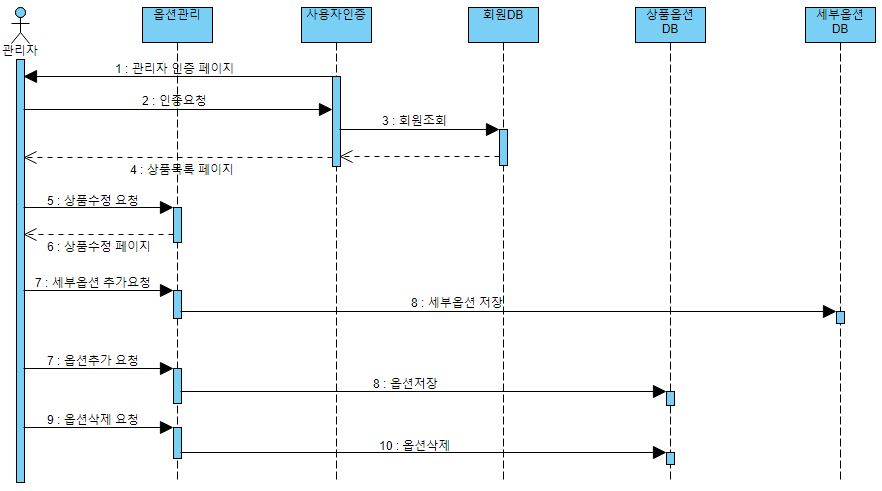 관리자
옵션관리
사용자인증
회원DB
상품옵션
DB
세부옵션
DB
1 : 관리자 인증 페이지
2 : 인증요청
3 : 회원조회
4 : 상품목록 페이지
5 : 상품수정 요청
6 : 상품수정 페이지
7 : 세부옵션 추가요청
8 : 세부옵션 저장
7 : 옵션추가 요청
8 : 옵션저장
9 : 옵션삭제 요청
10 : 옵션삭제